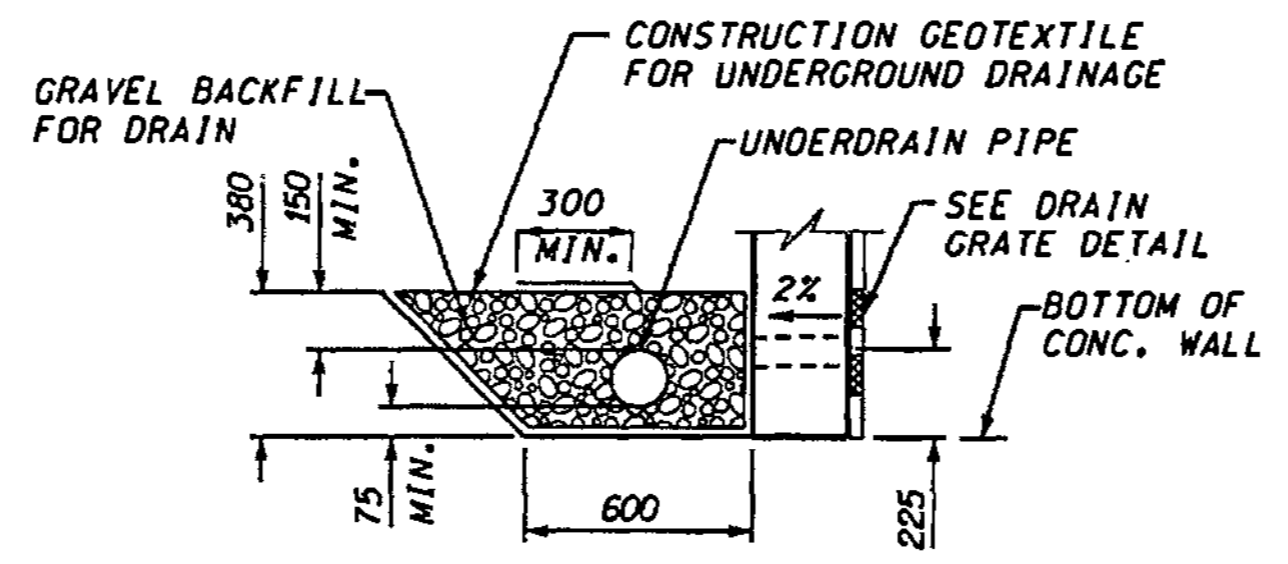 CONSTRUCTION GEOTEXTILE
FOR UNDERGROUND DRAINAGE
GRAVEL BACKFILL
FOR DRAIN
UNOERDRAIN PIPE
380
150
MIN.
300
MIN.
SEE DRAIN
GRATE DETAIL
2%
BOTTOM OF
CONC. WALL
75
MIN.
600
225